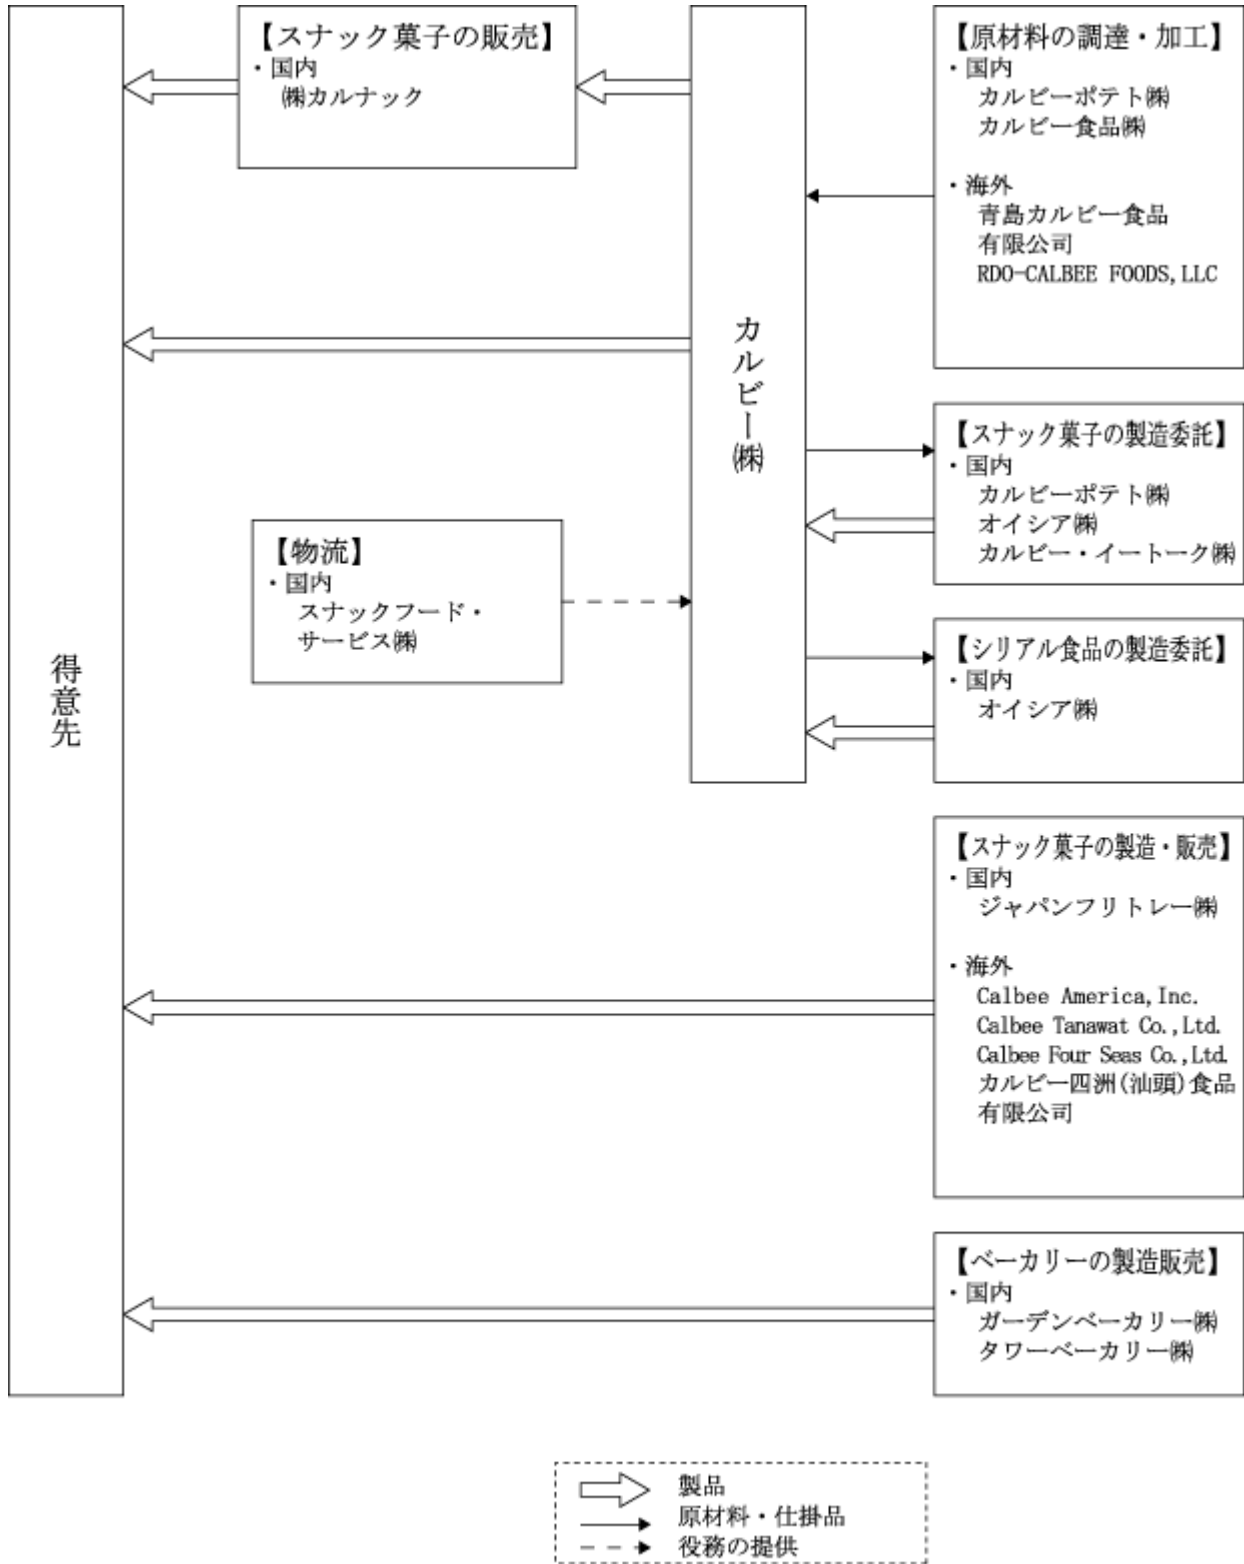 【スナック菓子の販売】
・国内
㈱カルナック
【原材料の調達・加工】
・国内
カルビーポテト㈱
カルビー食品㈱
・海外
青島カルビー食品
有限公司
RDO-CALBEE FOODS,LLC
カルビー㈱
【スナック菓子の製造委託】
・国内
カルビーポテト㈱
オイシア㈱
カルビー・イートーク㈱
【物流】
・国内
スナックフード・
サービス㈱
【シリアル食品の製造委託】
・国内
オイシア㈱
得意先
【スナック菓子の製造・販売】
・国内
ジャパンフリトレー㈱
・海外
Calbee America,Inc.
Calbee Tanawat Co.,Ltd.
Calbee Four Seas Co.,Ltd.
カルビー四洲(汕頭)食品
有限公司
【ベーカリーの製造販売】
・国内
ガーデンベーカリー㈱
タワーベーカリー㈱
製品
原材料・仕掛品
役務の提供